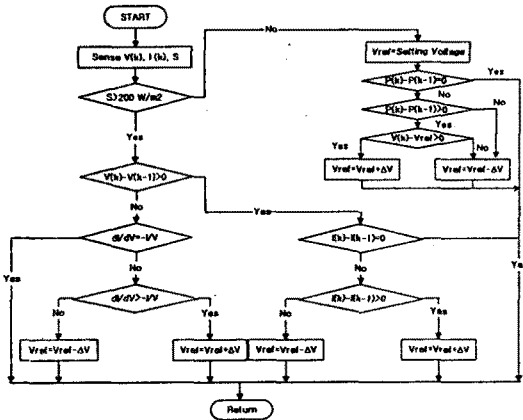 START
Sense V(k), I(k), S
S>200 W/m2
No
Vref=Setting Voltage
P(k)-P(k-1)=0
Yes
No
P(k)-P(k-1)>0
No
Yes
V(k)-Vref>0
Yes
No
Vref=Vref+ΔV
Vref=Vref-ΔV
Yes
V(k)-V(k-1)>0
No
Yes
dI/dV=-I/V
I(k)-I(k-1)=0
Yes
Ye
No
No
dI/dV>-I/V
I(k)-I(k-1)>0
No
Yes
No
Yes
Vref=Vref-ΔV
Vref=Vref+ΔV
Vref=Vref-ΔV
Vref=Vref+ΔV
Return